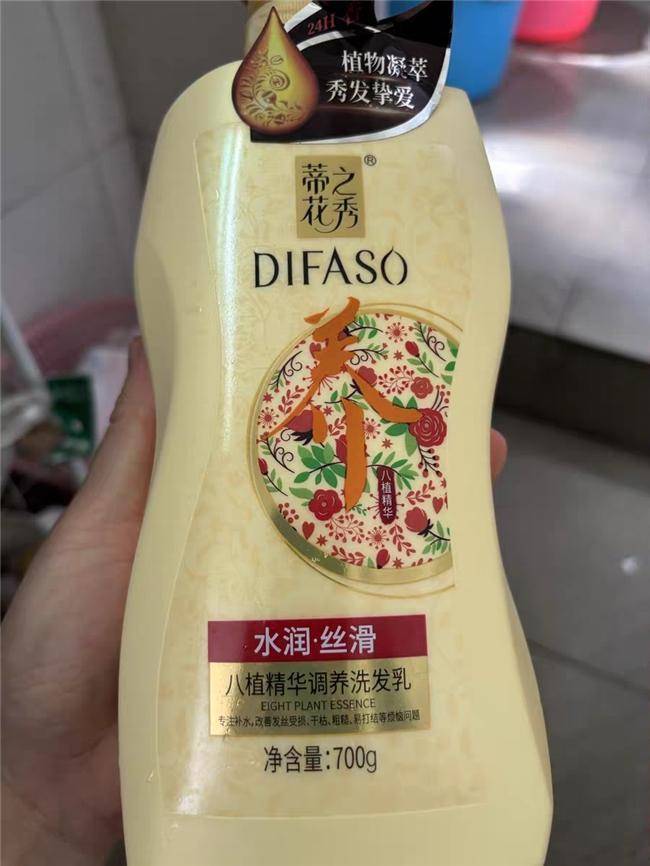 24H
植物凝萃
秀发挚爱
蒂之
花秀
®
DIFASO
养
八植精华
水润·丝滑
八植精华调养洗发乳
EIGHT PLANT ESSENCE
专注补水,改善发丝受损、干枯、粗糙、易打结等烦恼问题
净含量:700g